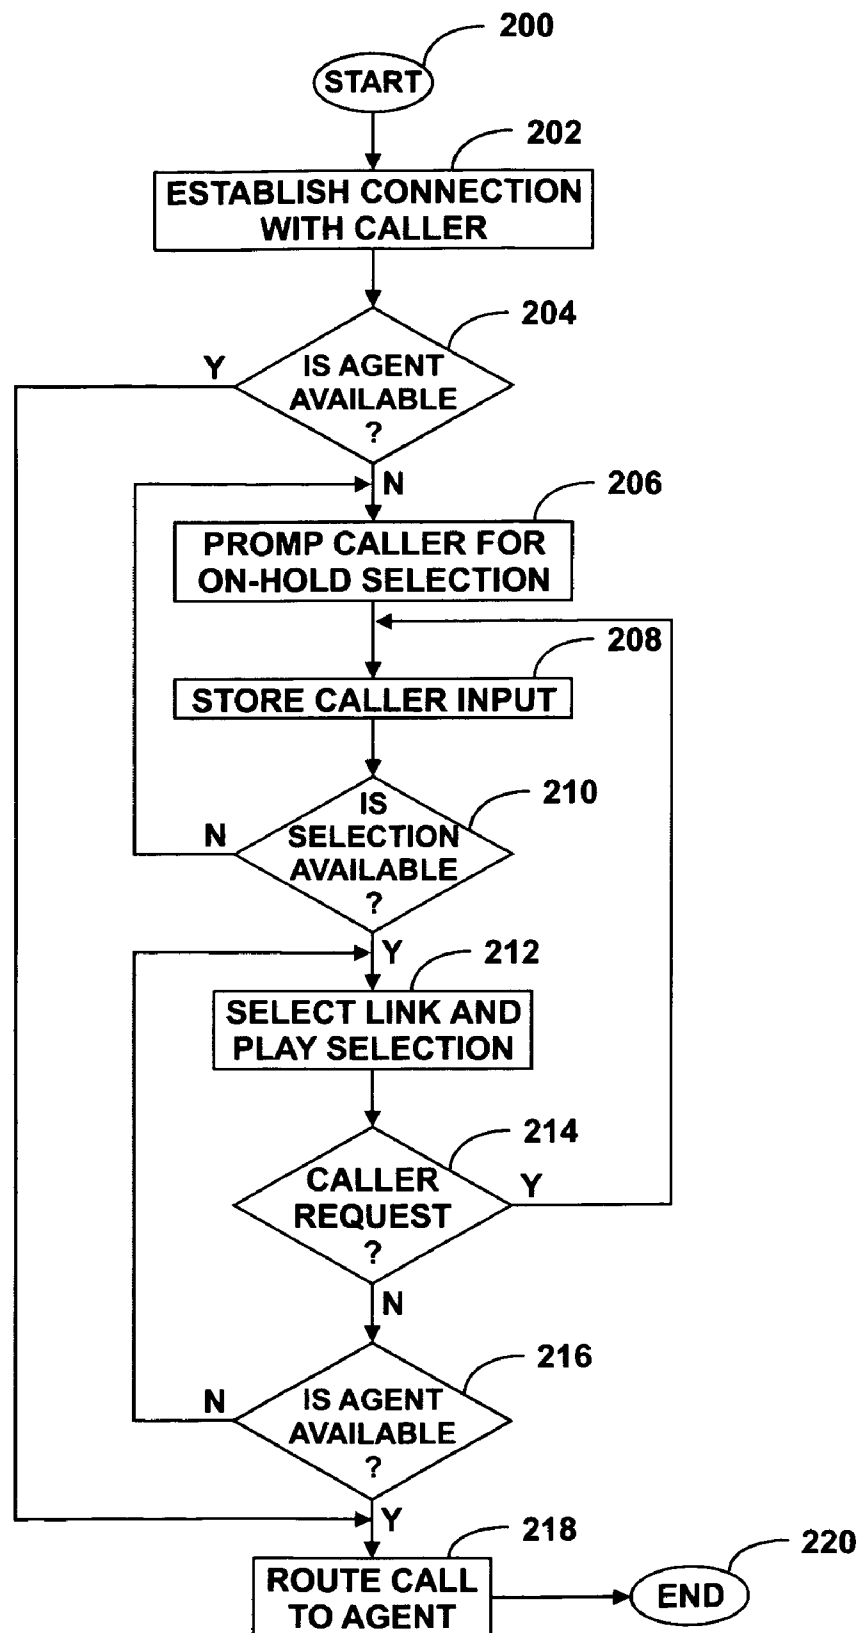 200
START
202
ESTABLISH CONNECTION
WITH CALLER
204
Y
IS AGENT
AVAILABLE
?
N
206
PROMP CALLER FOR
ON-HOLD SELECTION
208
STORE CALLER INPUT
210
N
IS
SELECTION
AVAILABLE
?
Y
212
SELECT LINK AND
PLAY SELECTION
214
CALLER
REQUEST
?
Y
N
216
N
IS AGENT
AVAILABLE
?
Y
218
ROUTE CALL
TO AGENT
220
END